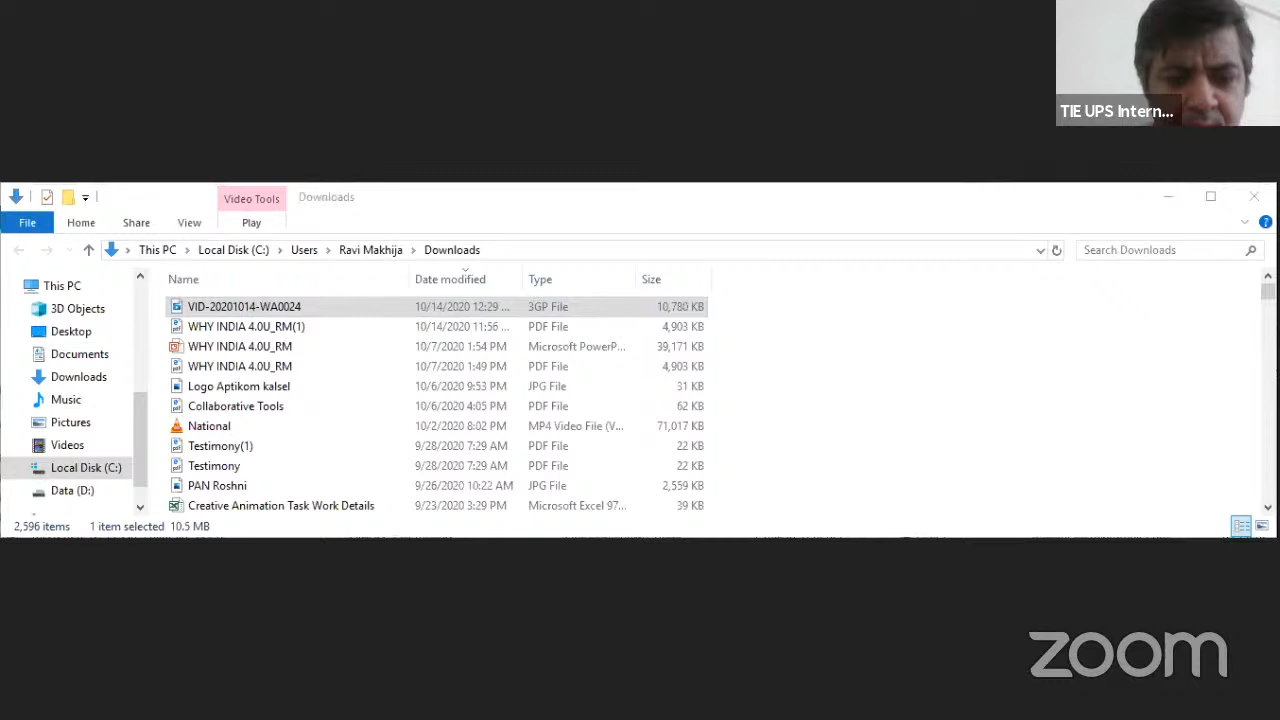 TIE UPS Intern...
Video Tools Downloads
File Home Share View Play
This PC Local Disk (C:) Users Ravi Makhija Downloads Search Downloads
Name Date modified Type Size
This PC
3D Objects
Desktop
Documents
Downloads
Music
Pictures
Videos
Local Disk (C:)
Data (D:)
VID-20201014-WA0024 10/14/2020 12:29 ... 3GP File 10,780 KB
WHY INDIA 4.0U_RM(1) 10/14/2020 11:56 ... PDF File 4,903 KB
WHY INDIA 4.0U_RM 10/7/2020 1:54 PM Microsoft PowerP... 39,171 KB
WHY INDIA 4.0U_RM 10/7/2020 1:49 PM PDF File 4,903 KB
Logo Aptikom kalsel 10/6/2020 9:53 PM JPG File 31 KB
Collaborative Tools 10/6/2020 4:05 PM PDF File 62 KB
National 10/2/2020 8:02 PM MP4 Video File (V... 71,017 KB
Testimony(1) 9/28/2020 7:29 AM PDF File 22 KB
Testimony 9/28/2020 7:29 AM PDF File 22 KB
PAN Roshni 9/26/2020 10:22 AM JPG File 2,559 KB
Creative Animation Task Work Details 9/23/2020 3:29 PM Microsoft Excel 97... 39 KB
2,596 items 1 item selected 10.5 MB
zoom